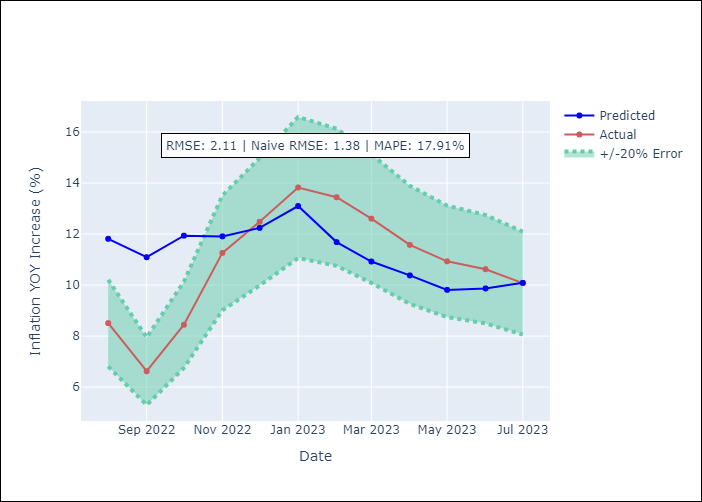 RMSE: 2.11 | Naive RMSE: 1.38 | MAPE: 17.91%
Predicted
Actual
+/-20% Error
Inflation YOY Increase (%)
16
14
12
10
8
6
Sep 2022 Nov 2022 Jan 2023 Mar 2023 May 2023 Jul 2023
Date